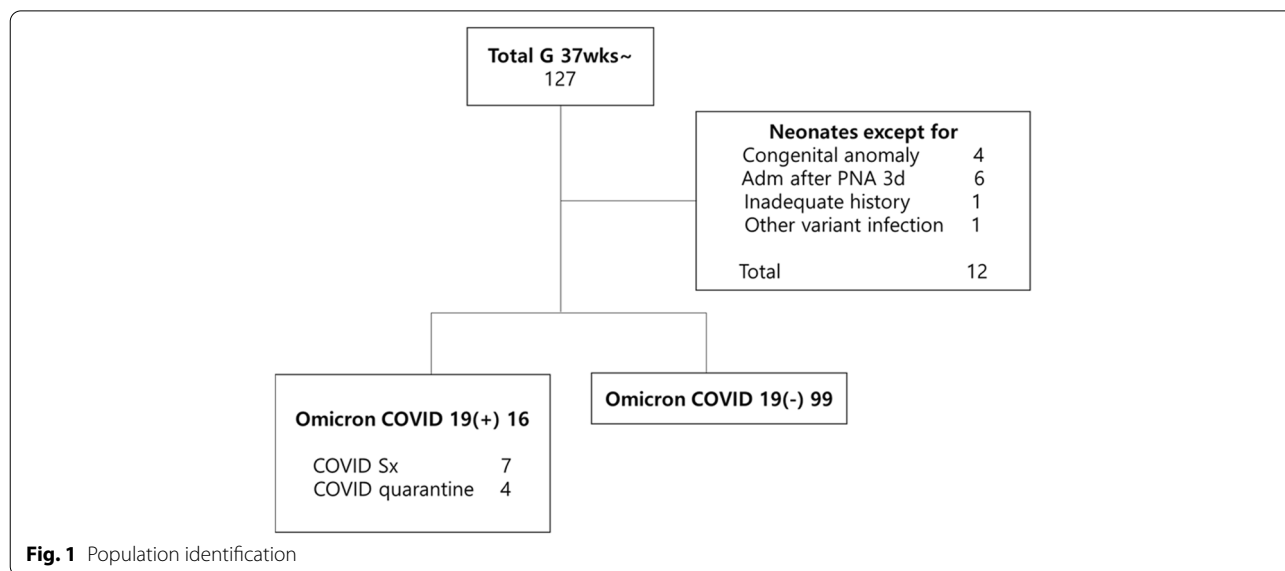 Total G 37wks~
127
Neonates except for
Congenital anomaly 4
Adm after PNA 3d 6
Inadequate history 1
Other variant infection 1
Total 12
Omicron COVID 19(+) 16
COVID Sx 7
COVID quarantine 4
Omicron COVID 19(-) 99
Fig. 1 Population identification